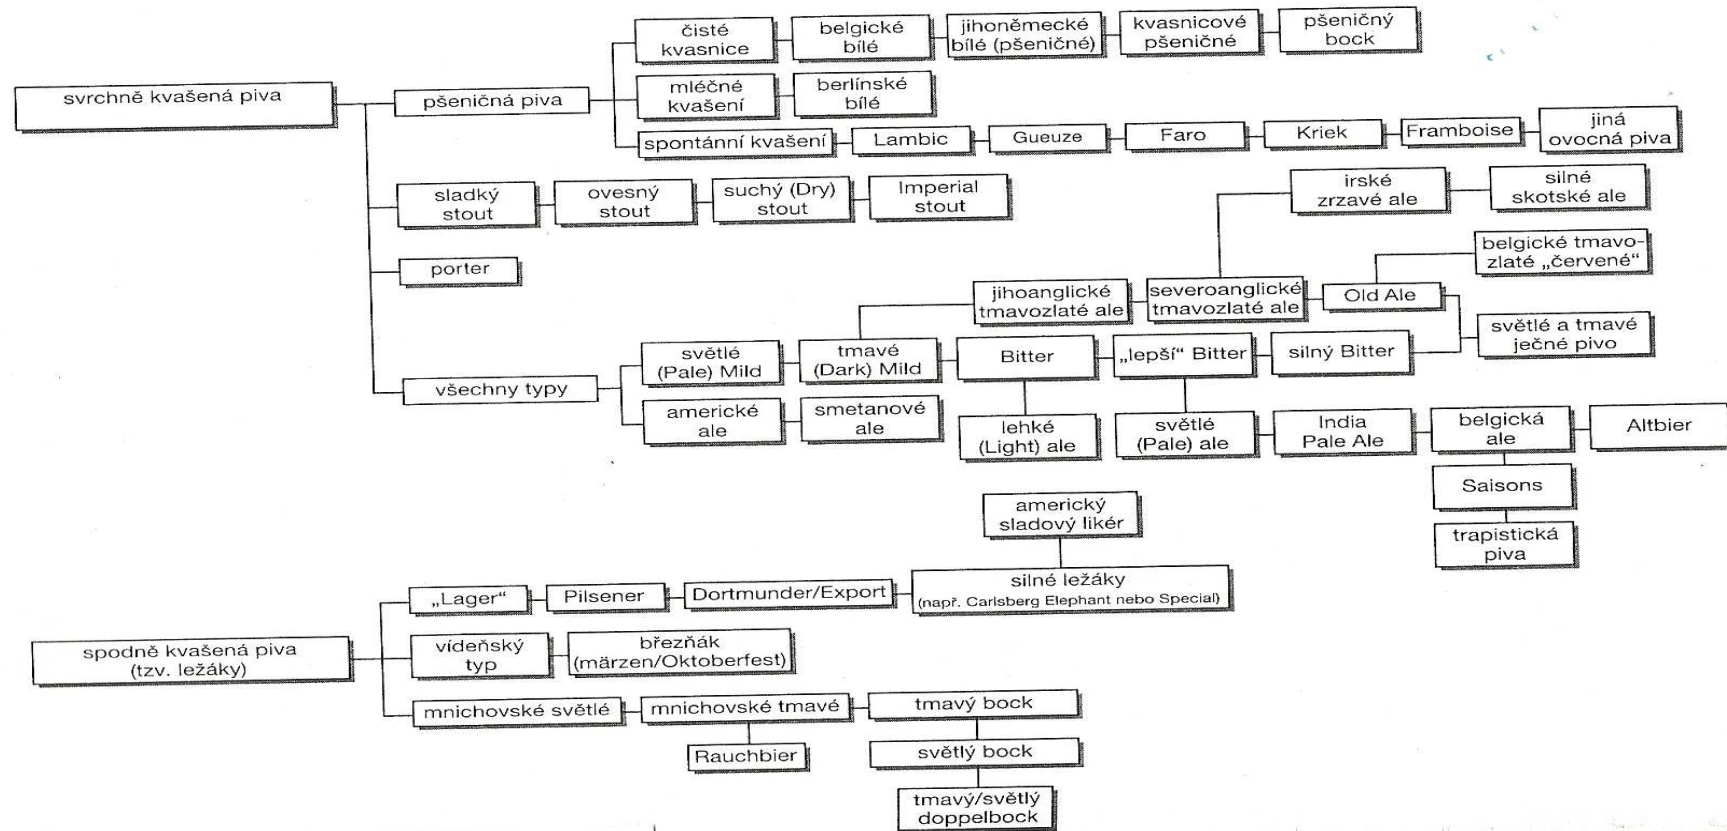 čisté
kvasnice
belgické
bílé
jihoněmecké
bílé (pšeničné)
kvasnicové
pšeničné
pšeničný
bock
svrchně kvašená piva
pšeničná piva
mléčné
kvašení
berlínské
bílé
spontánní kvašení
Lambic
Gueuze
Faro
Kriek
Framboise
jiná
ovocná piva
sladký
stout
ovesný
stout
suchý (Dry)
stout
Imperial
stout
irské
zrzavé ale
silné
skotské ale
porter
belgické tmavo-
zlaté „červené“
jihoanglické
tmavozlaté ale
severoanglické
tmavozlaté ale
Old Ale
světlé a tmavé
ječné pivo
všechny typy
světlé
(Pale) Mild
tmavé
(Dark) Mild
Bitter
„lepší“ Bitter
silný Bitter
americké
ale
smetanové
ale
lehké
(Light) ale
světlé
(Pale) ale
India
Pale Ale
belgická
ale
Altbier
Saisons
trapistická
piva
americký
sladový likér
„Lager“
Pilsener
Dortmunder/Export
silné ležáky
(např. Carlsberg Elephant nebo Special)
spodně kvašená piva
(tzv. ležáky)
vídeňský
typ
březňák
(märzen/Oktoberfest)
mnichovské světlé
mnichovské tmavé
tmavý bock
Rauchbier
světlý bock
tmavý/světlý
doppelbock